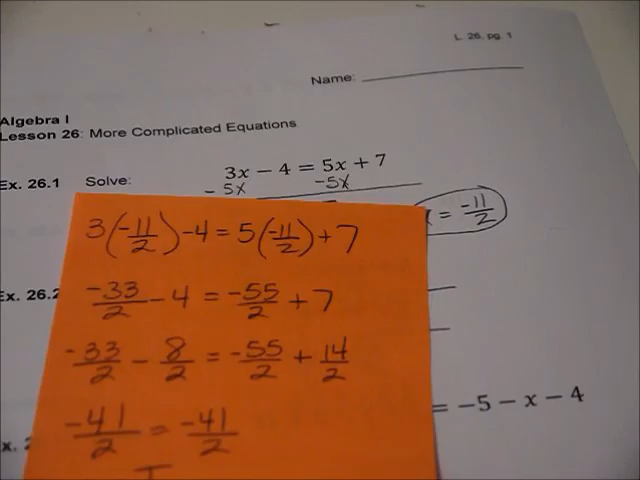 L. 26, pg. 1
Name:
Algebra I
Lesson 26: More Complicated Equations
Ex. 26.1 Solve: 3x − 4 = 5x + 7
- 5x -5x
= -11/2
3(-11/2) - 4 = 5(-11/2) + 7
Ex. 26.2
-33/2 - 4 = -55/2 + 7
-33/2 - 8/2 = -55/2 + 14/2
= −5 − x − 4
-41/2 = -41/2